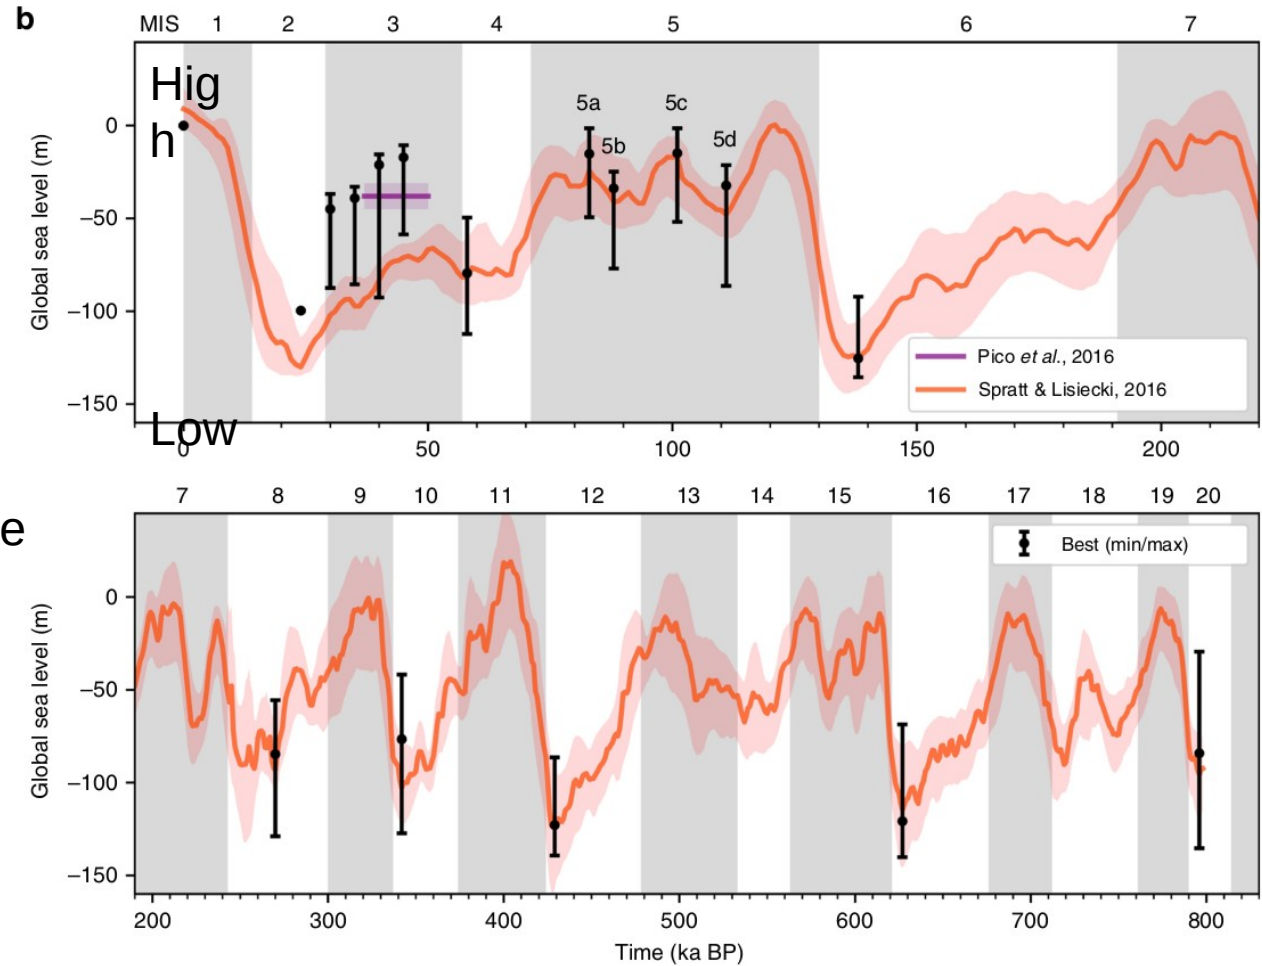 b
MIS 1 2 3 4 5 6 7
Hig
h
5a
5b
5c
5d
0
−50
−100
−150
Global sea level (m)
Pico et al., 2016
Spratt & Lisiecki, 2016
Low
0 50 100 150 200
7 8 9 10 11 12 13 14 15 16 17 18 19 20
e
Best (min/max)
0
−50
−100
−150
Global sea level (m)
200 300 400 500 600 700 800
Time (ka BP)